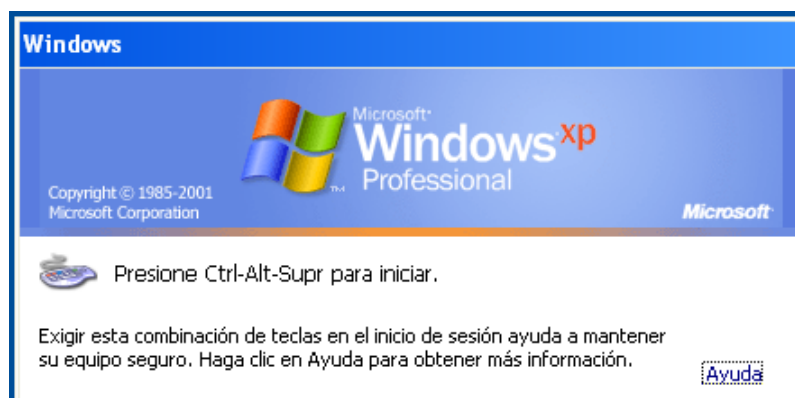 Windows
Microsoft®
Windows xp
Professional
TM
Copyright © 1985-2001
Microsoft Corporation
Microsoft®
Presione Ctrl-Alt-Supr para iniciar.
Exigir esta combinación de teclas en el inicio de sesión ayuda a mantener
su equipo seguro. Haga clic en Ayuda para obtener más información.
Ayuda